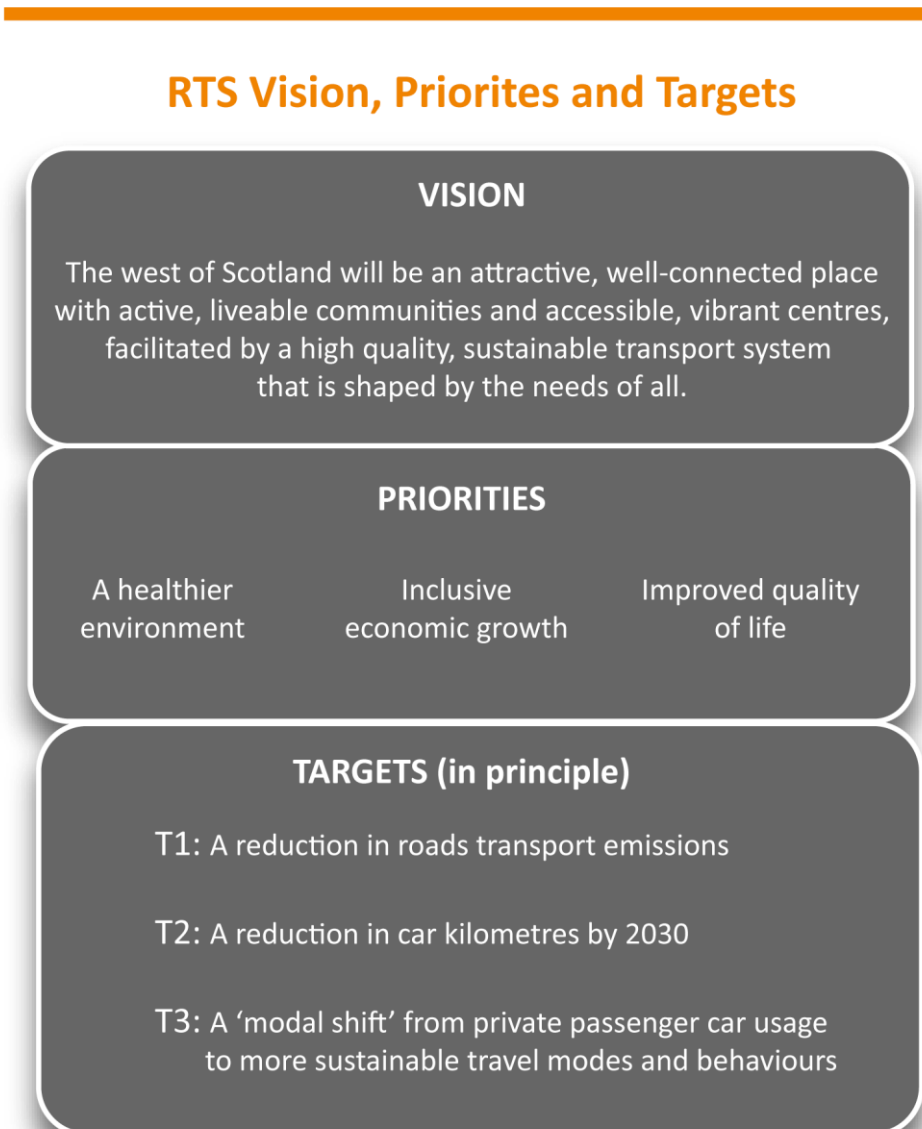 RTS Vision, Priorites and Targets
VISION
The west of Scotland will be an attractive, well-connected place
with active, liveable communities and accessible, vibrant centres,
facilitated by a high quality, sustainable transport system
that is shaped by the needs of all.
PRIORITIES
A healthier
environment
Inclusive
economic growth
Improved quality
of life
TARGETS (in principle)
T1: A reduction in roads transport emissions
T2: A reduction in car kilometres by 2030
T3: A ‘modal shift’ from private passenger car usage
to more sustainable travel modes and behaviours